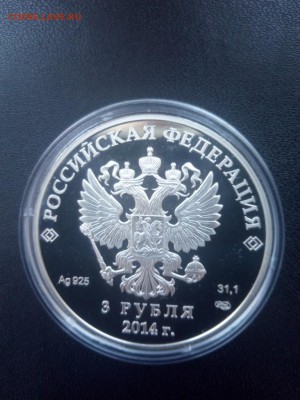 РОССИЙСКАЯ ФЕДЕРАЦИЯ
Ag 925
31,1
3 РУБЛЯ
2014 г.